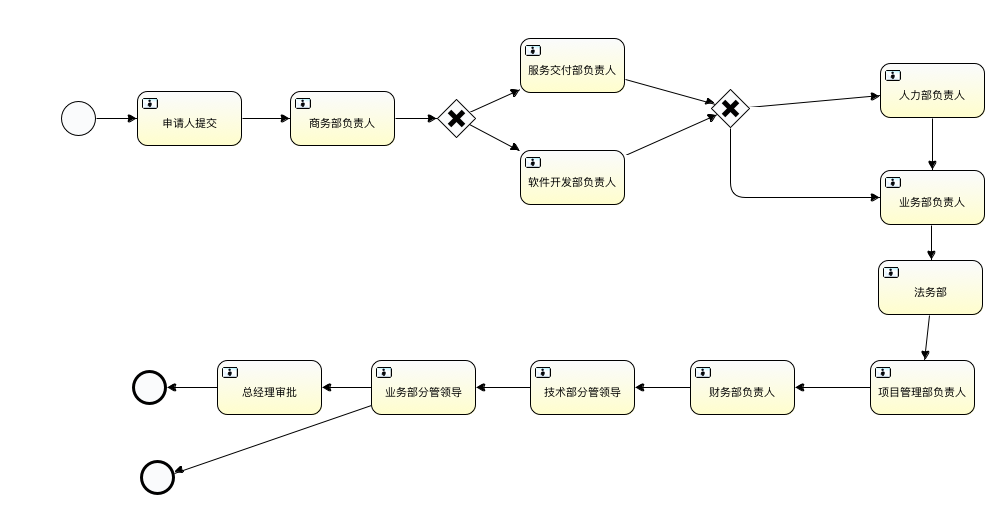 申请人提交
商务部负责人
服务交付部负责人
软件开发部负责人
人力部负责人
业务部负责人
法务部
项目管理部负责人
财务部负责人
技术部分管领导
业务部分管领导
总经理审批